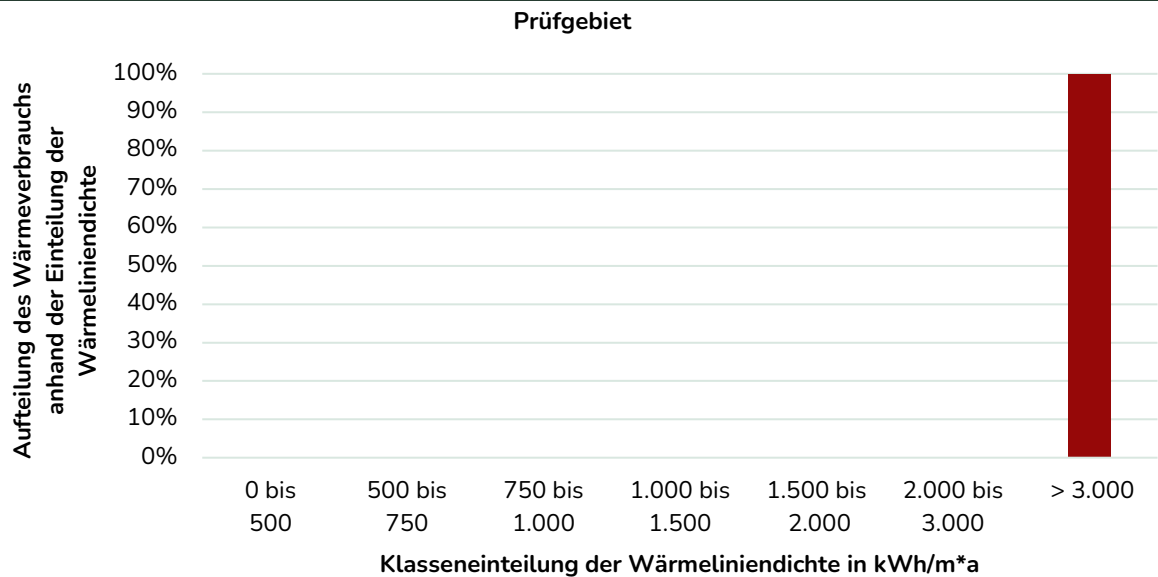 Prüfgebiet
Aufteilung des Wärmeverbrauchs
anhand der Einteilung der
Wärmeliniendichte
100%
90%
80%
70%
60%
50%
40%
30%
20%
10%
0%
0 bis 500 bis 750 bis 1.000 bis 1.500 bis 2.000 bis > 3.000
500 750 1.000 1.500 2.000 3.000
Klasseneinteilung der Wärmeliniendichte in kWh/m*a